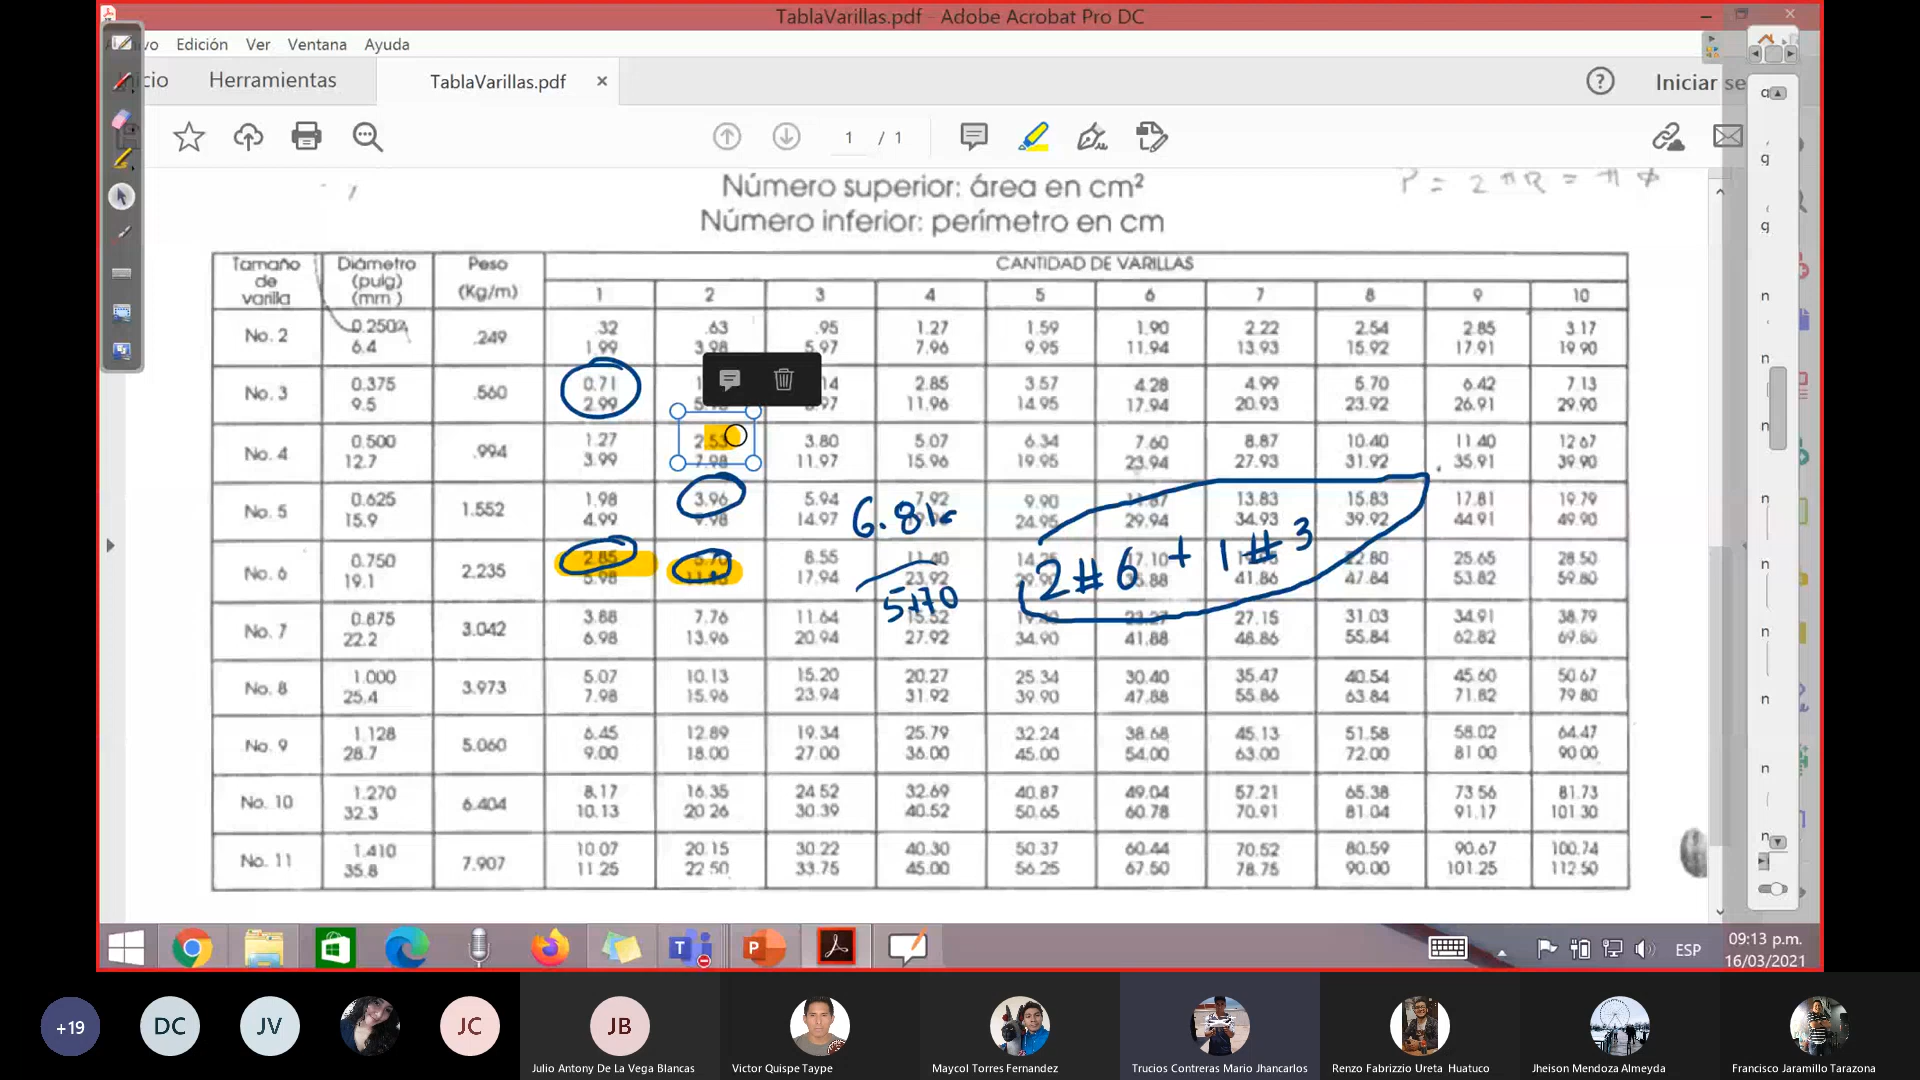 TablaVarillas.pdf - Adobe Acrobat Pro DC
Edición Ver Ventana Ayuda
Herramientas TablaVarillas.pdf × Iniciar se
1 / 1
Número superior: área en cm²
Número inferior: perímetro en cm
P = 2 π R = π ϕ
Tamaño de varilla Diámetro (pulg) (mm) Peso (Kg/m) CANTIDAD DE VARILLAS
1 2 3 4 5 6 7 8 9 10
No. 2 0.250 .249 .32 .63 .95 1.27 1.59 1.90 2.22 2.54 2.85 3.17
6.4 1.99 3.98 5.97 7.96 9.95 11.94 13.93 15.92 17.91 19.90
No. 3 0.375 .560 0.71 2.85 3.57 4.28 4.99 5.70 6.42 7.13
9.5 2.99 11.96 14.95 17.94 20.93 23.92 26.91 29.90
No. 4 0.500 .994 1.27 2.53 3.80 5.07 6.34 7.60 8.87 10.40 11.40 12.67
12.7 3.99 7.98 11.97 15.96 19.95 23.94 27.93 31.92 35.91 39.90
No. 5 0.625 1.552 1.98 3.96 5.94 7.92 9.90 11.87 13.83 15.83 17.81 19.79
15.9 4.99 9.98 14.97 24.95 29.94 34.93 39.92 44.91 49.90
6.81
No. 6 0.750 2.235 2.85 5.70 8.55 11.40 17.10 22.80 25.65 28.50
19.1 5.98 17.94 23.92 29.90 35.88 41.86 47.84 53.82 59.80
2#6 + 1#3
No. 7 0.875 3.042 3.88 7.76 11.64 15.52 23.27 27.15 31.03 34.91 38.79
22.2 6.98 13.96 20.94 27.92 34.90 41.88 48.86 55.84 62.82 69.80
No. 8 1.000 3.973 5.07 10.13 15.20 20.27 25.34 30.40 35.47 40.54 45.60 50.67
25.4 7.98 15.96 23.94 31.92 39.90 47.88 55.86 63.84 71.82 79.80
No. 9 1.128 5.060 6.45 12.89 19.34 25.79 32.24 38.68 45.13 51.58 58.02 64.47
28.7 9.00 18.00 27.00 36.00 45.00 54.00 63.00 72.00 81.00 90.00
No. 10 1.270 6.404 8.17 16.35 24.52 32.69 40.87 49.04 57.21 65.38 73.56 81.73
32.3 10.13 20.26 30.39 40.52 50.65 60.78 70.91 81.04 91.17 101.30
No. 11 1.410 7.907 10.07 20.15 30.22 40.30 50.37 60.44 70.52 80.59 90.67 100.74
35.8 11.25 22.50 33.75 45.00 56.25 67.50 78.75 90.00 101.25 112.50
ESP 09:13 p.m.
16/03/2021
+19 DC JV JC JB
Julio Antony De La Vega Blancas Victor Quispe Taype Maycol Torres Fernandez Trucios Contreras Mario Jhancarlos Renzo Fabrizzio Ureta Huatuco Jheison Mendoza Almeyda Francisco Jaramillo Tarazona